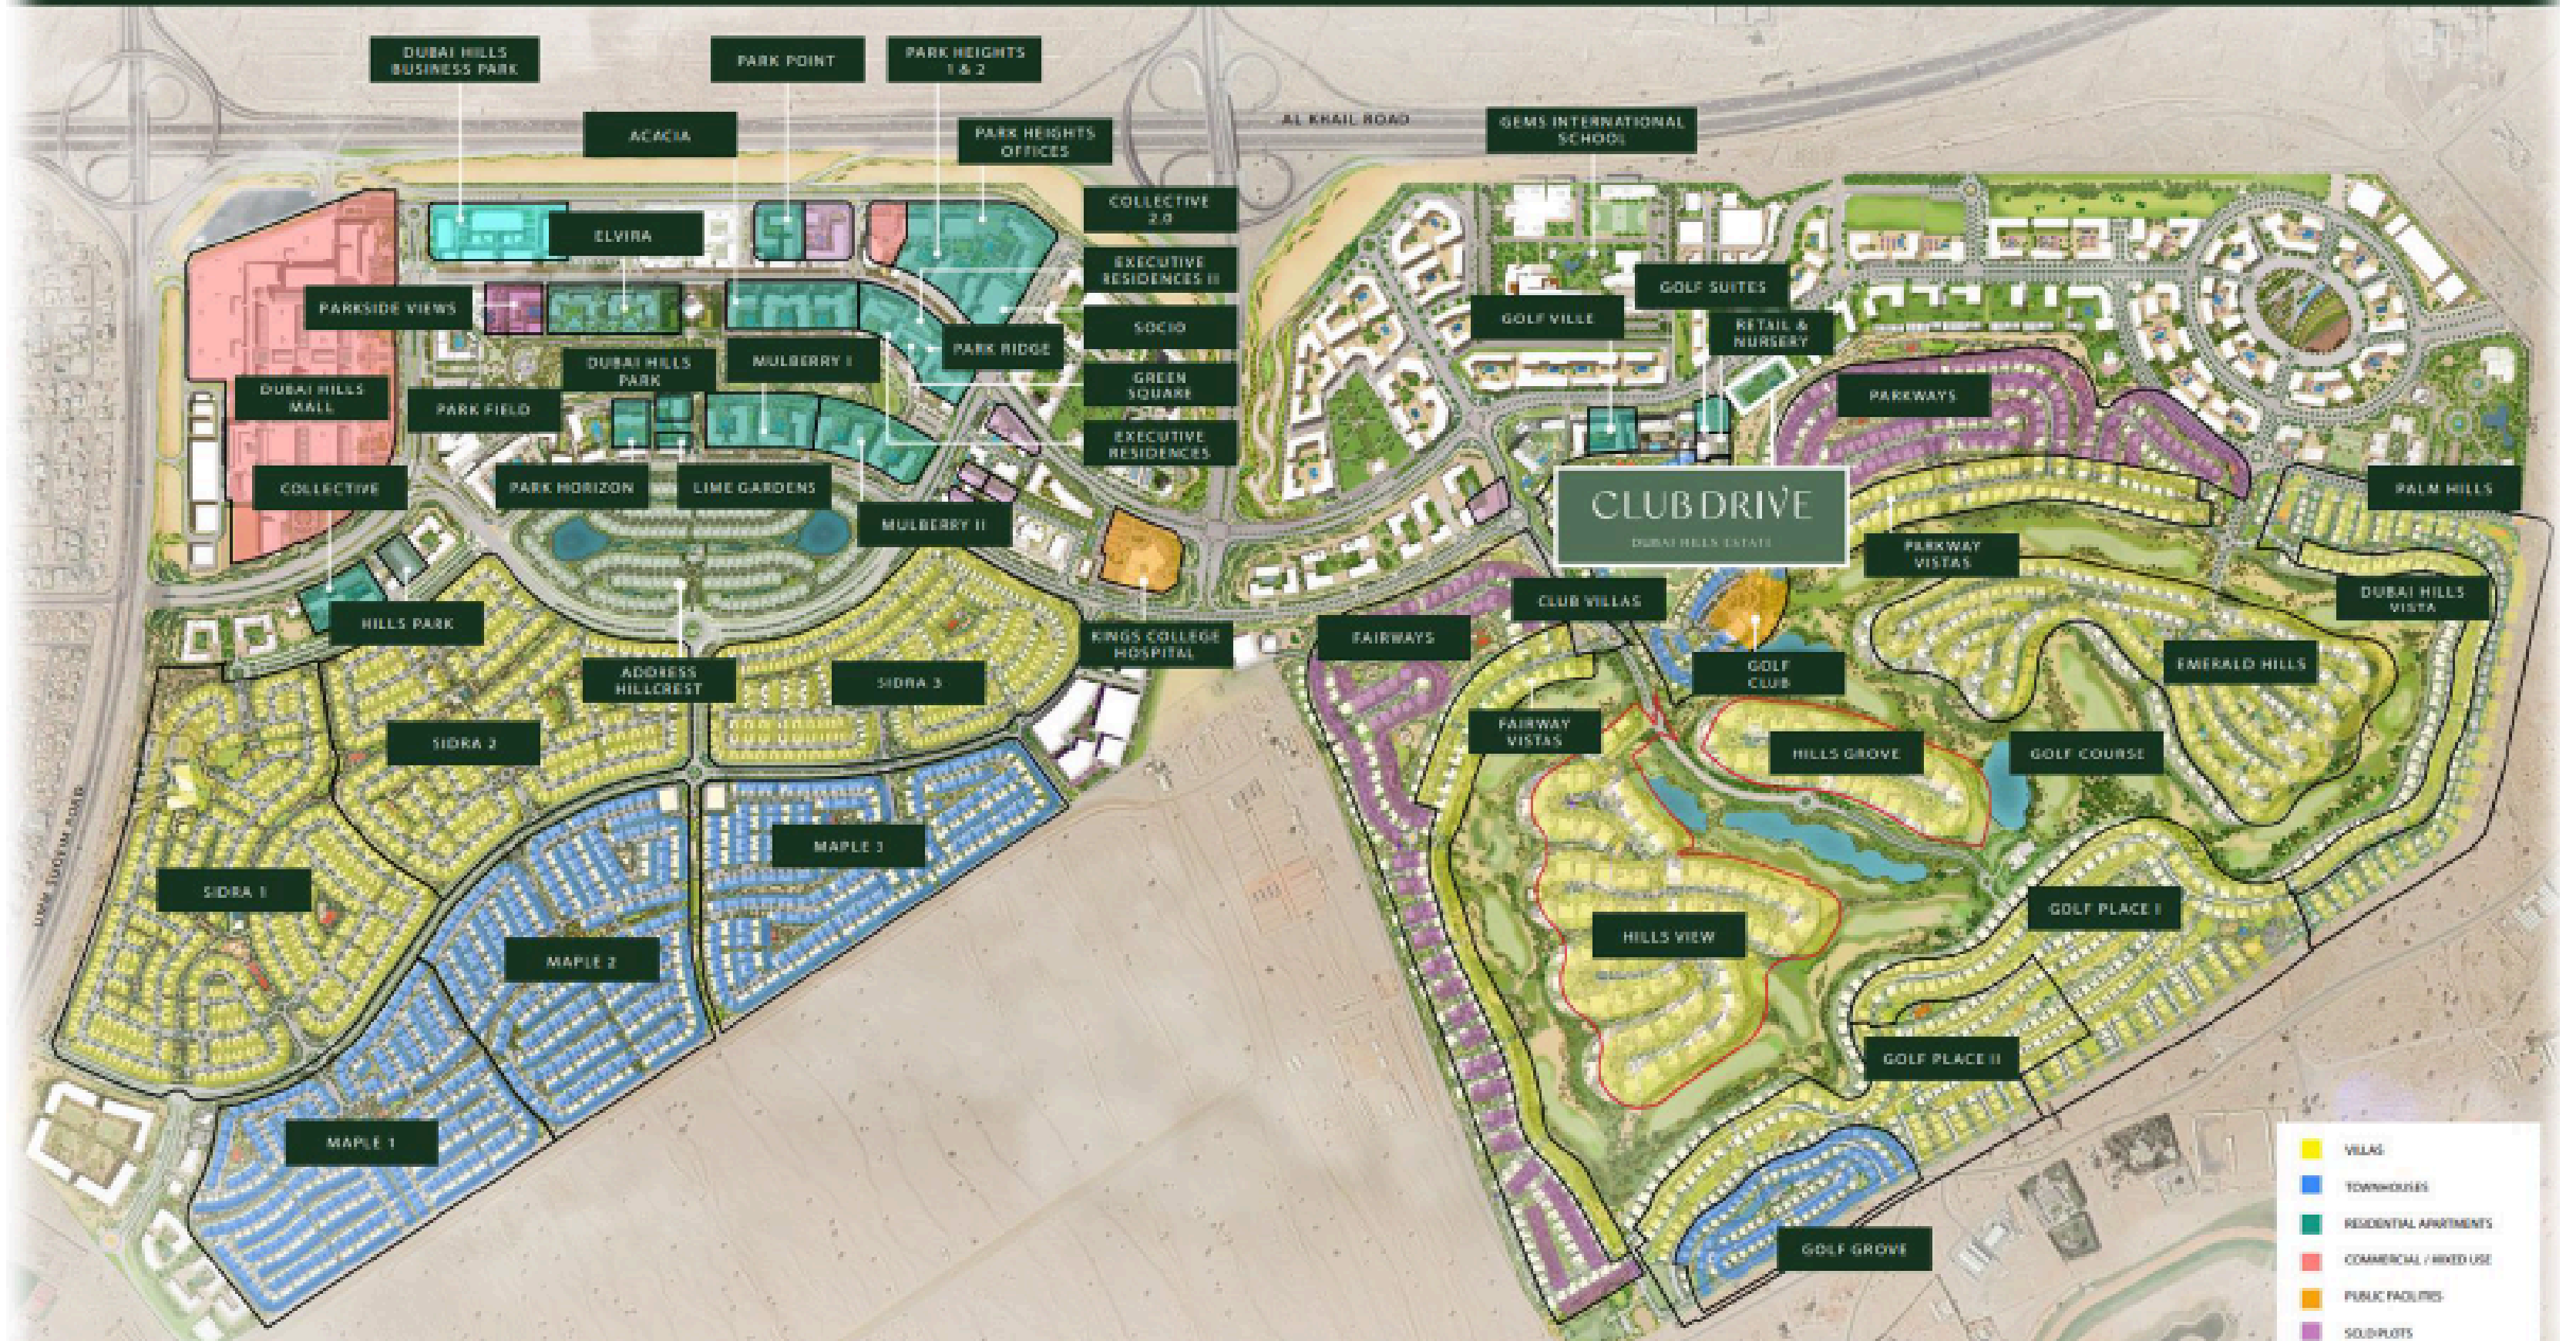 DUBAI HILLS
BUSINESS PARK
PARK POINT
PARK HEIGHTS
1 & 2
ACACIA
PARK HEIGHTS
OFFICES
AL KHAIL ROAD
GEMS INTERNATIONAL
SCHOOL
COLLECTIVE
2.0
ELVIRA
EXECUTIVE
RESIDENCES II
GOLF SUITES
PARKSIDE VIEWS
SOCIO
GOLF VILLE
RETAIL &
NURSERY
PARK RIDGE
DUBAI HILLS
PARK
MULBERRY I
GREEN
SQUARE
DUBAI HILLS
MALL
PARK FIELD
PARKWAYS
EXECUTIVE
RESIDENCES
COLLECTIVE
PARK HORIZON
LIME GARDENS
PALM HILLS
CLUB DRIVE
DUBAI HILLS ESTATE
MULBERRY II
PARKWAY
VISTAS
CLUB VILLAS
DUBAI HILLS
VISTA
HILLS PARK
FAIRWAYS
KINGS COLLEGE
HOSPITAL
ADDRESS
HILLCREST
SIDRA 3
GOLF
CLUB
EMERALD HILLS
SIDRA 2
FAIRWAY
VISTAS
HILLS GROVE
GOLF COURSE
UMM SUQEIM ROAD
MAPLE 3
SIDRA 1
GOLF PLACE I
HILLS VIEW
MAPLE 2
GOLF PLACE II
MAPLE 1
GOLF GROVE
VILLAS
TOWNHOUSES
RESIDENTIAL APARTMENTS
COMMERCIAL / MIXED USE
PUBLIC FACILITIES
SOLD PLOTS